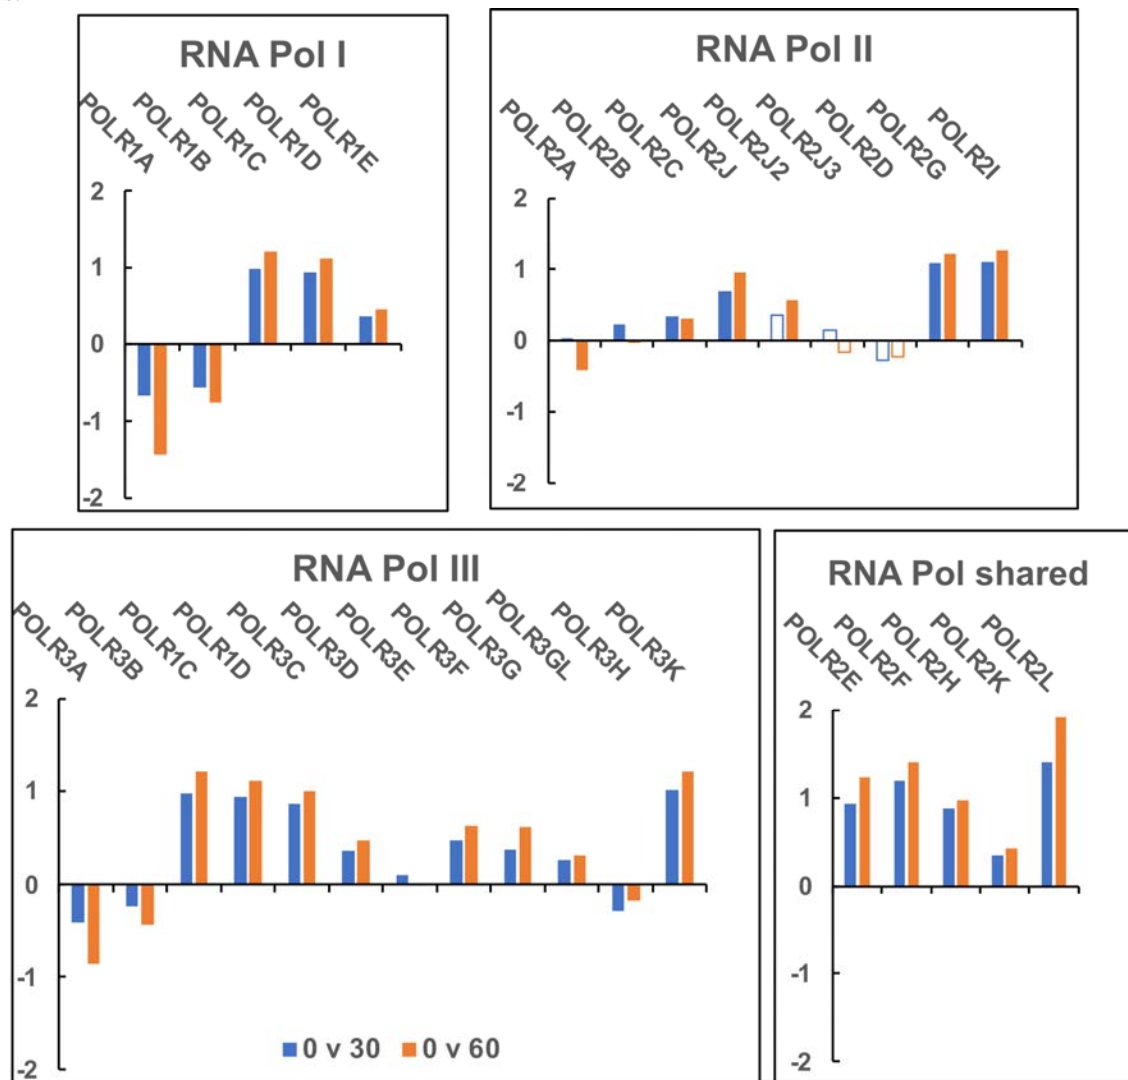 RNA Pol I
POLR1A
POLR1B
POLR1C
POLR1D
POLR1E
2
1
0
-1
-2
RNA Pol II
POLR2A
POLR2B
POLR2C
POLR2J
POLR2J2
POLR2J3
POLR2D
POLR2G
POLR2I
2
1
0
-1
-2
RNA Pol III
POLR3A
POLR3B
POLR1C
POLR1D
POLR3C
POLR3D
POLR3E
POLR3F
POLR3G
POLR3GL
POLR3H
POLR3K
2
1
0
-1
-2
0 v 30 0 v 60
RNA Pol shared
POLR2E
POLR2F
POLR2H
POLR2K
POLR2L
2
1
0
-1
-2